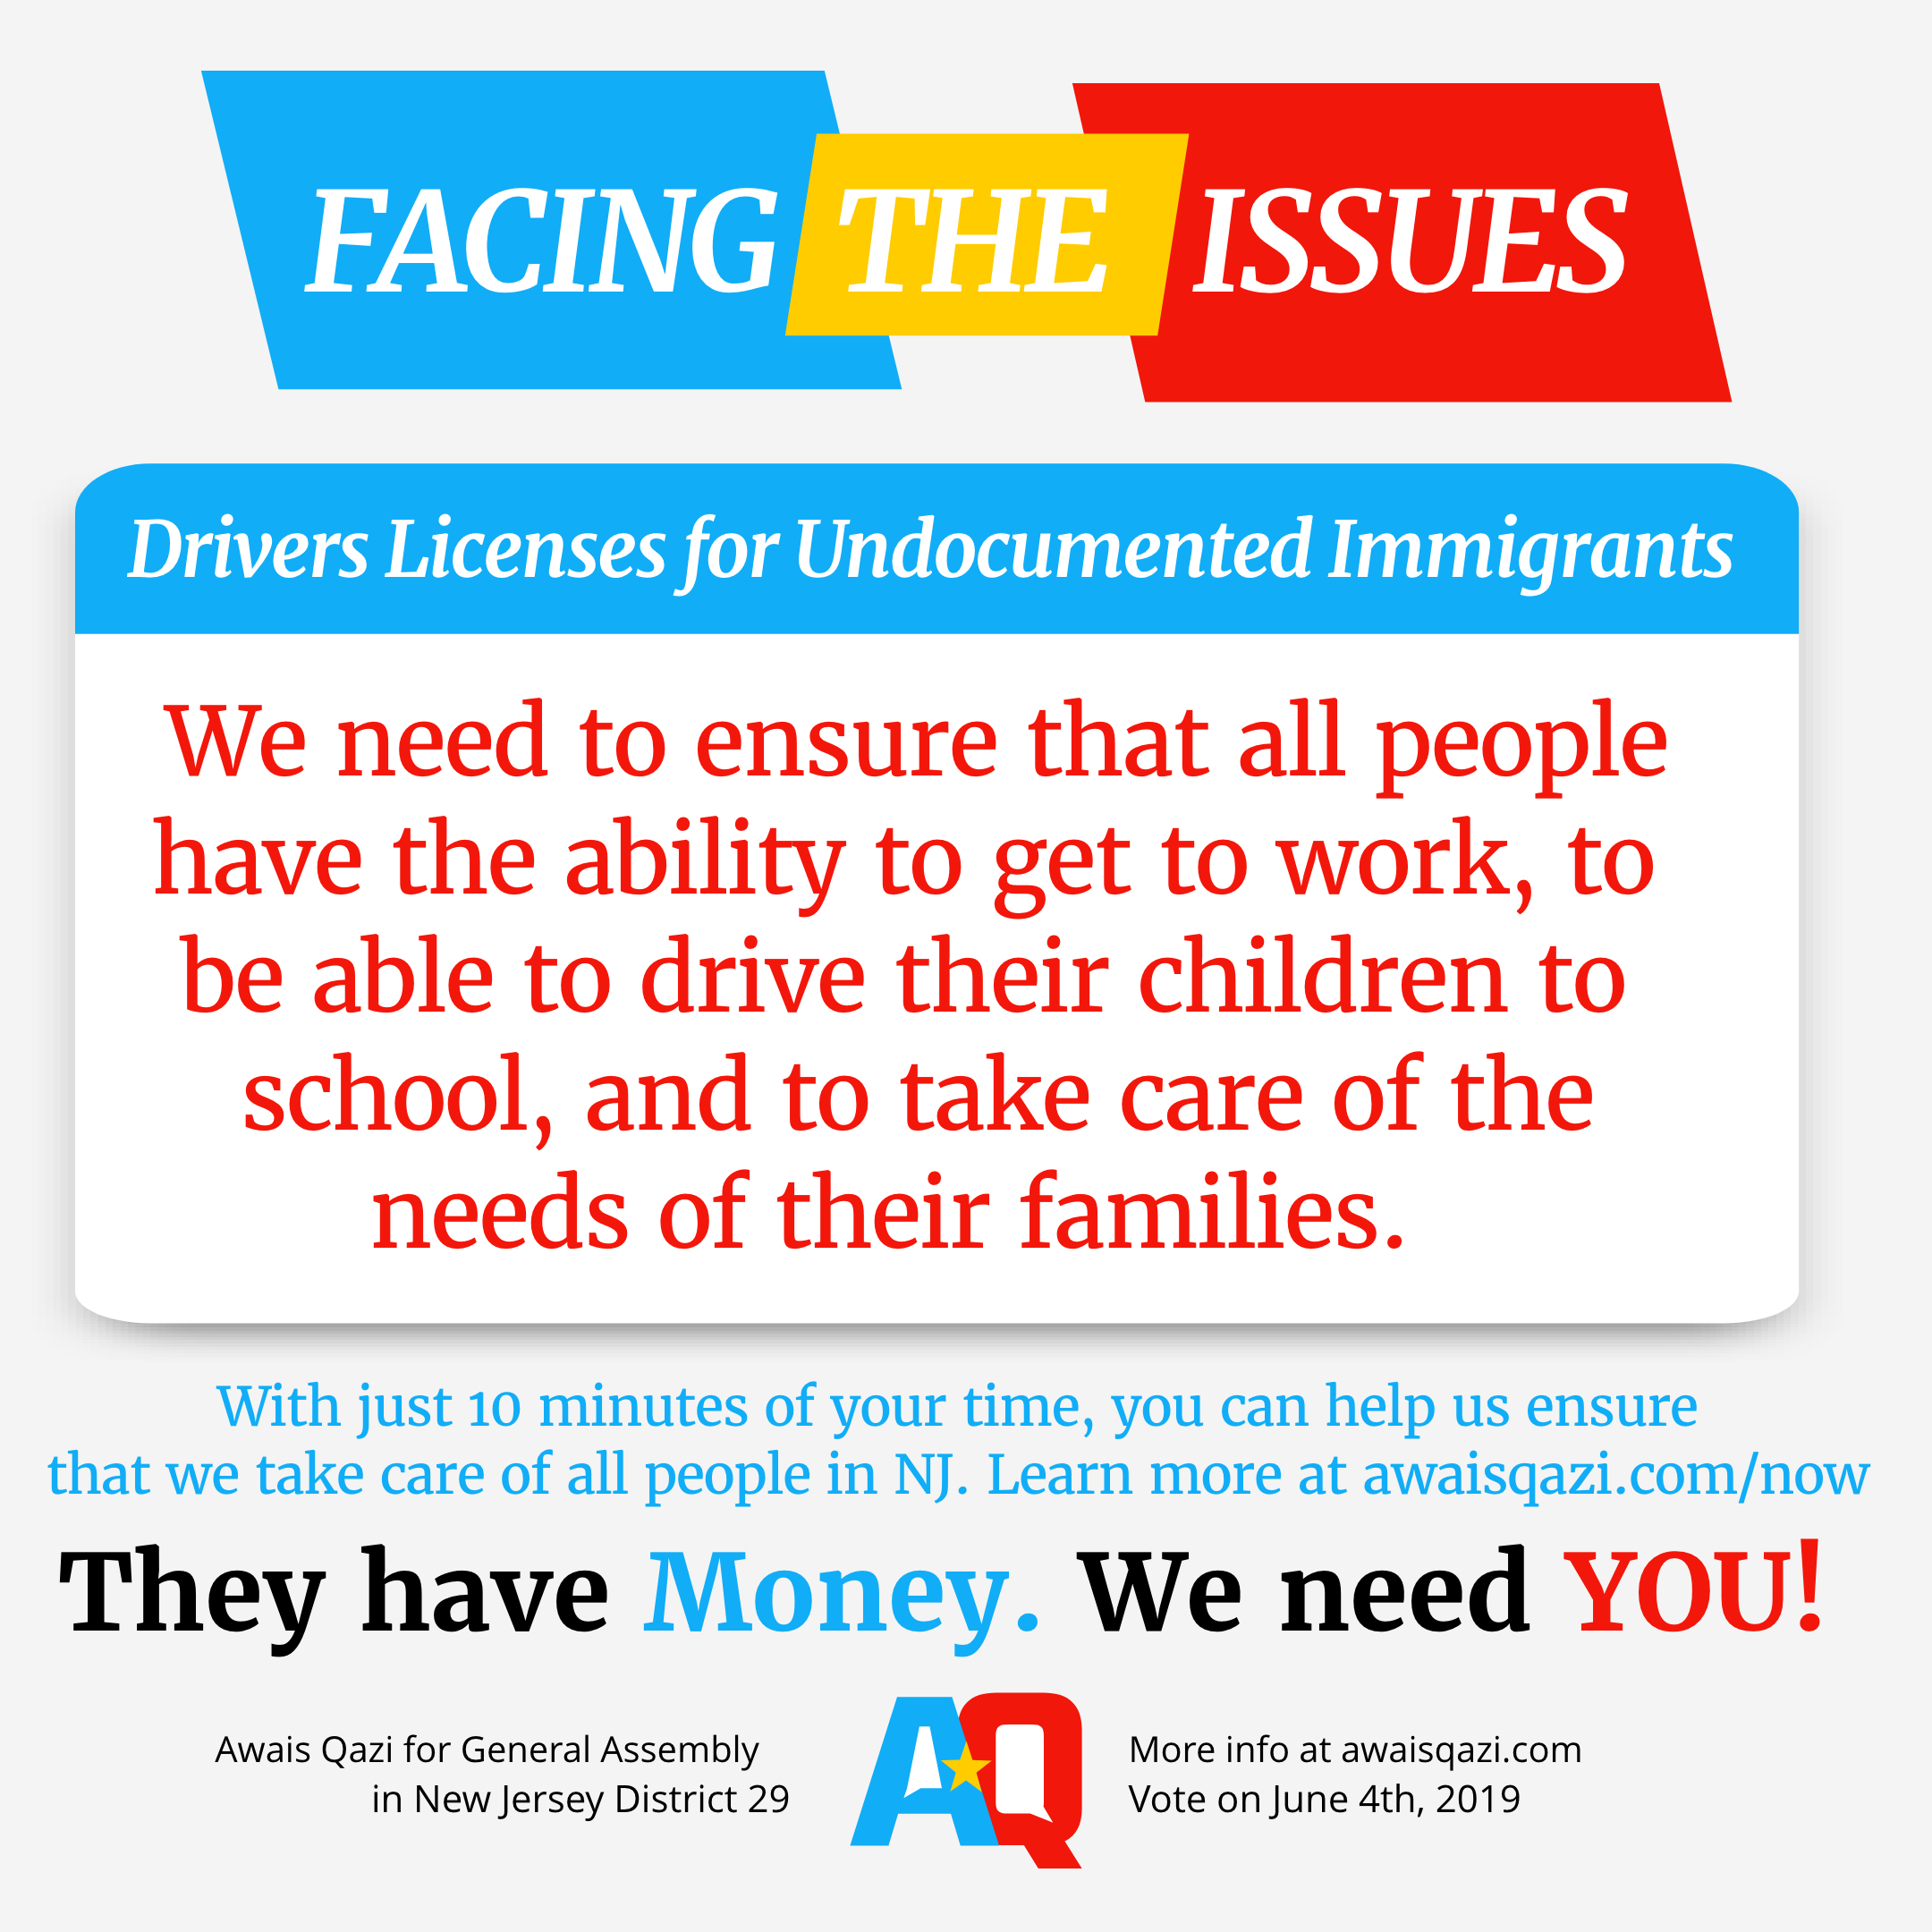 FACING THE ISSUES
Drivers Licenses for Undocumented Immigrants
We need to ensure that all people
have the ability to get to work, to
be able to drive their children to
school, and to take care of the
needs of their families.
With just 10 minutes of your time, you can help us ensure
that we take care of all people in NJ. Learn more at awaisqazi.com/now
They have Money. We need YOU!
Awais Qazi for General Assembly
in New Jersey District 29
AQ
More info at awaisqazi.com
Vote on June 4th, 2019